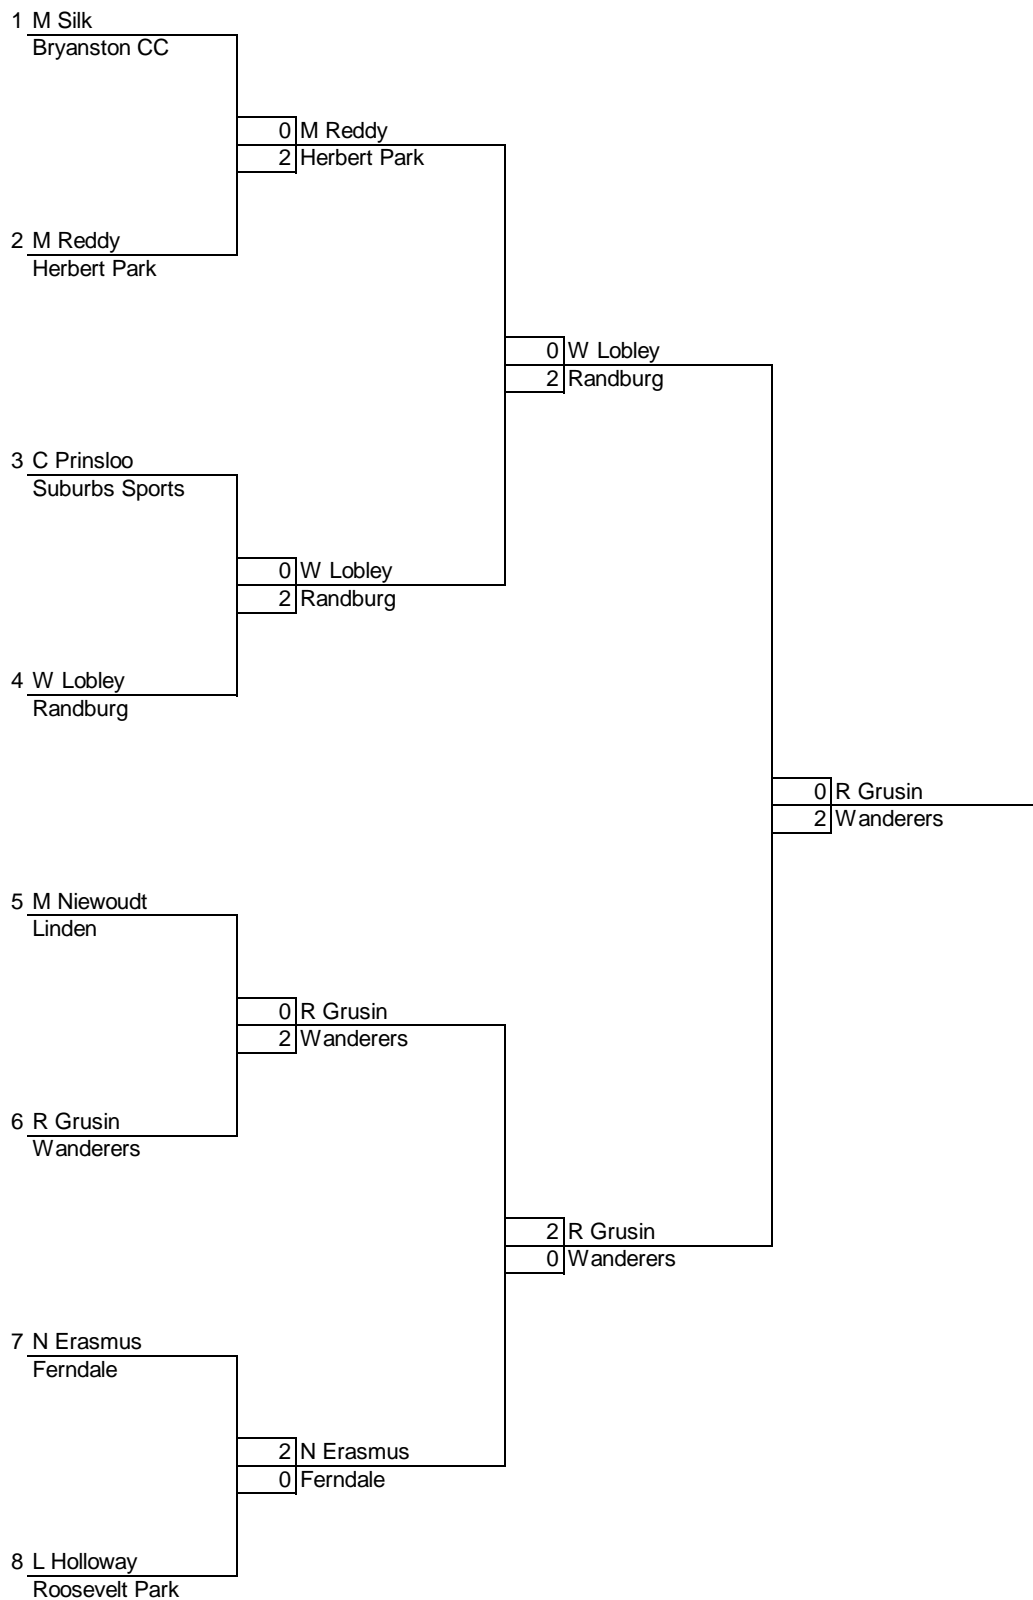 1 M Silk
Bryanston CC
0 M Reddy
2 Herbert Park
2 M Reddy
Herbert Park
0 W Lobley
2 Randburg
3 C Prinsloo
Suburbs Sports
0 W Lobley
2 Randburg
4 W Lobley
Randburg
0 R Grusin
2 Wanderers
5 M Niewoudt
Linden
0 R Grusin
2 Wanderers
6 R Grusin
Wanderers
2 R Grusin
0 Wanderers
7 N Erasmus
Ferndale
2 N Erasmus
0 Ferndale
8 L Holloway
Roosevelt Park